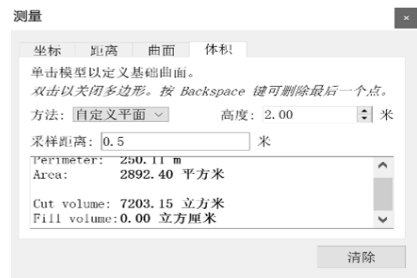 测量
×
坐标 距离 曲面 体积
单击模型以定义基础曲面。
双击以关闭多边形。按 Backspace 键可删除最后一个点。
方法: 自定义平面 高度: 2.00 米
采样距离: 0.5 米
Perimeter: 250.11 m
Area: 2892.40 平方米
Cut volume: 7203.15 立方米
Fill volume:0.00 立方厘米
清除